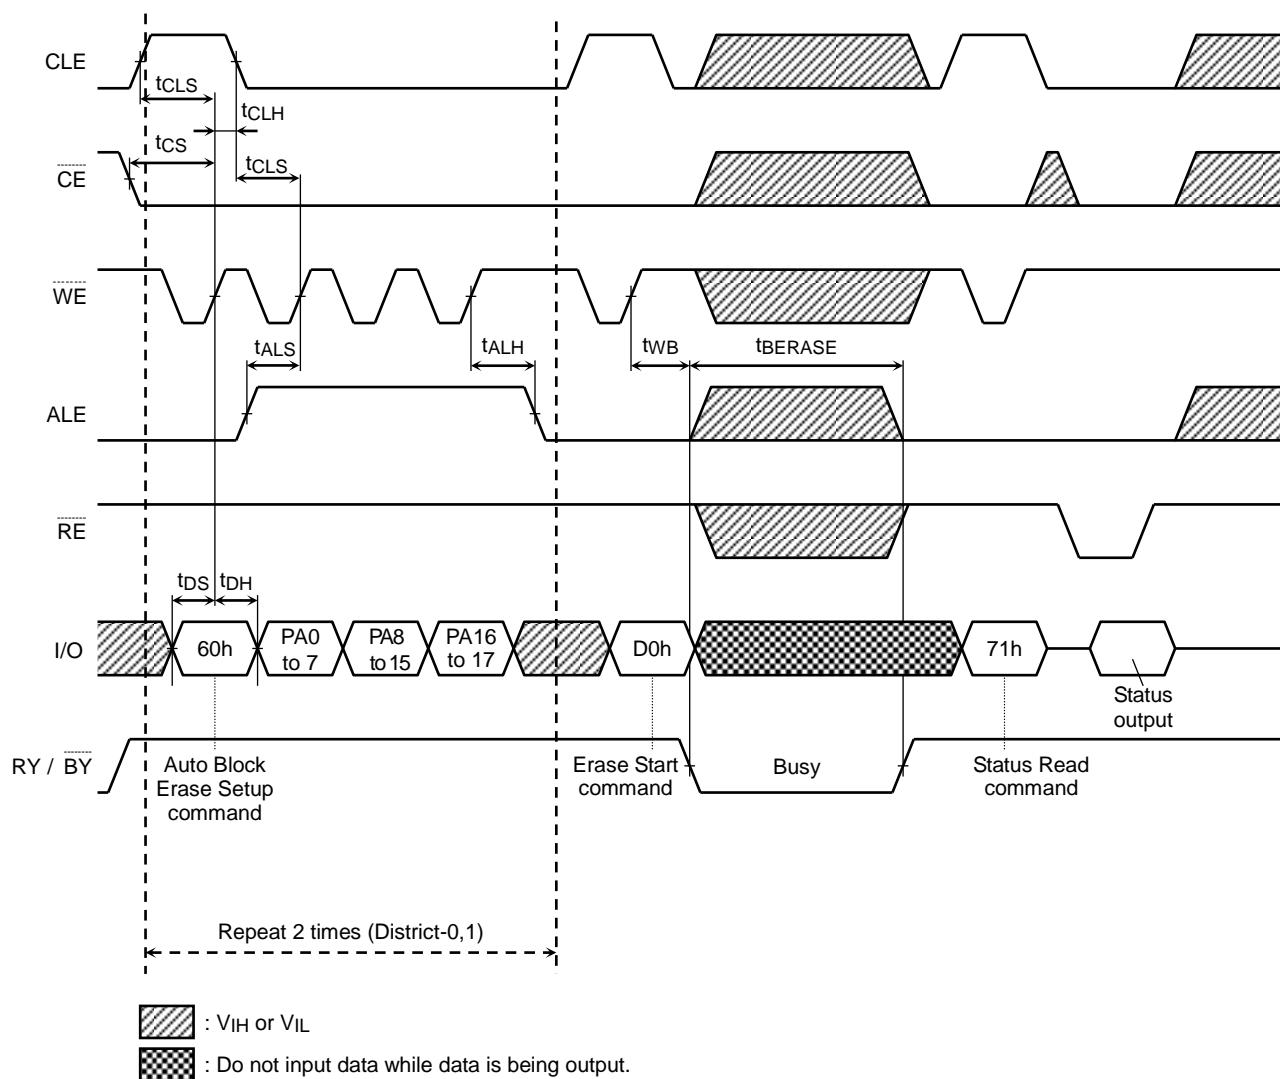 CLE
tCLS
tCLH
tCS
tCLS
CE
WE
tALS
tALH
tWB
tBERASE
ALE
RE
tDS
tDH
I/O
60h
PA0
to 7
PA8
to 15
PA16
to 17
D0h
71h
Status
output
RY / BY
Auto Block
Erase Setup
command
Erase Start
command
Busy
Status Read
command
Repeat 2 times (District-0,1)
: VIH or VIL
: Do not input data while data is being output.